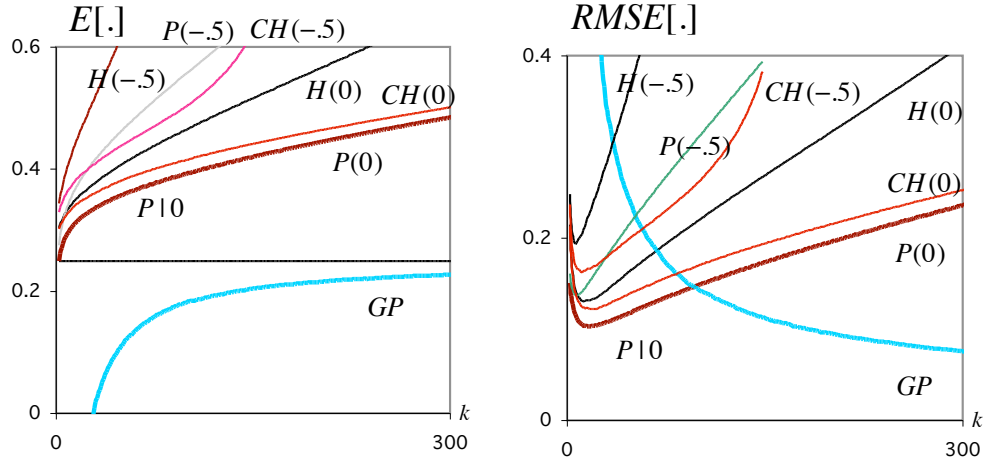 E[.]
P(−.5) CH(−.5)
0.6
H(−.5)
H(0)
CH(0)
0.4
P(0)
P | 0
0.2
GP
0
k
0
300
RMSE[.]
0.4
H(−.5)
CH(−.5)
H(0)
P(−.5)
CH(0)
0.2
P(0)
P | 0
GP
0
k
0
300